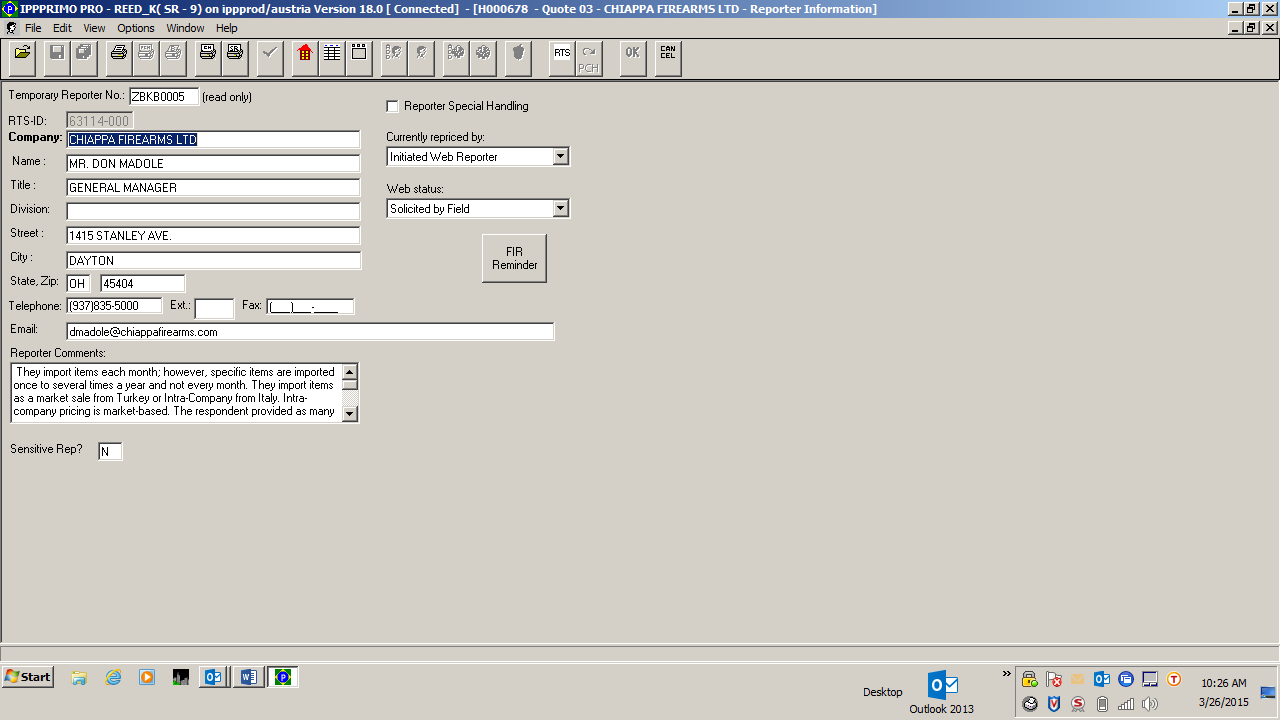 IPPPRIMO PRO - REED_K( SR - 9) on ippprod/austria Version 18.0 [ Connected] - [H000678 - Quote 03 - CHIAPPA FIREARMS LTD - Reporter Information]
File Edit View Options Window Help
RTS PCH OK CAN CEL
Temporary Reporter No.: ZBKB0005 (read only)
Reporter Special Handling
RTS-ID: 63114-000
Company: CHIAPPA FIREARMS LTD
Currently repriced by:
Name : MR. DON MADOLE
Initiated Web Reporter
Title : GENERAL MANAGER
Web status:
Division:
Solicited by Field
Street : 1415 STANLEY AVE.
City : DAYTON
FIR
Reminder
State, Zip: OH 45404
Telephone: (937)835-5000 Ext.: Fax: (___)___-____
Email: dmadole@chiappafirearms.com
Reporter Comments:
They import items each month; however, specific items are imported
once to several times a year and not every month. They import items
as a market sale from Turkey or Intra-Company from Italy. Intra-
company pricing is market-based. The respondent provided as many
Sensitive Rep? N
Start
Desktop
Outlook 2013
10:26 AM
3/26/2015